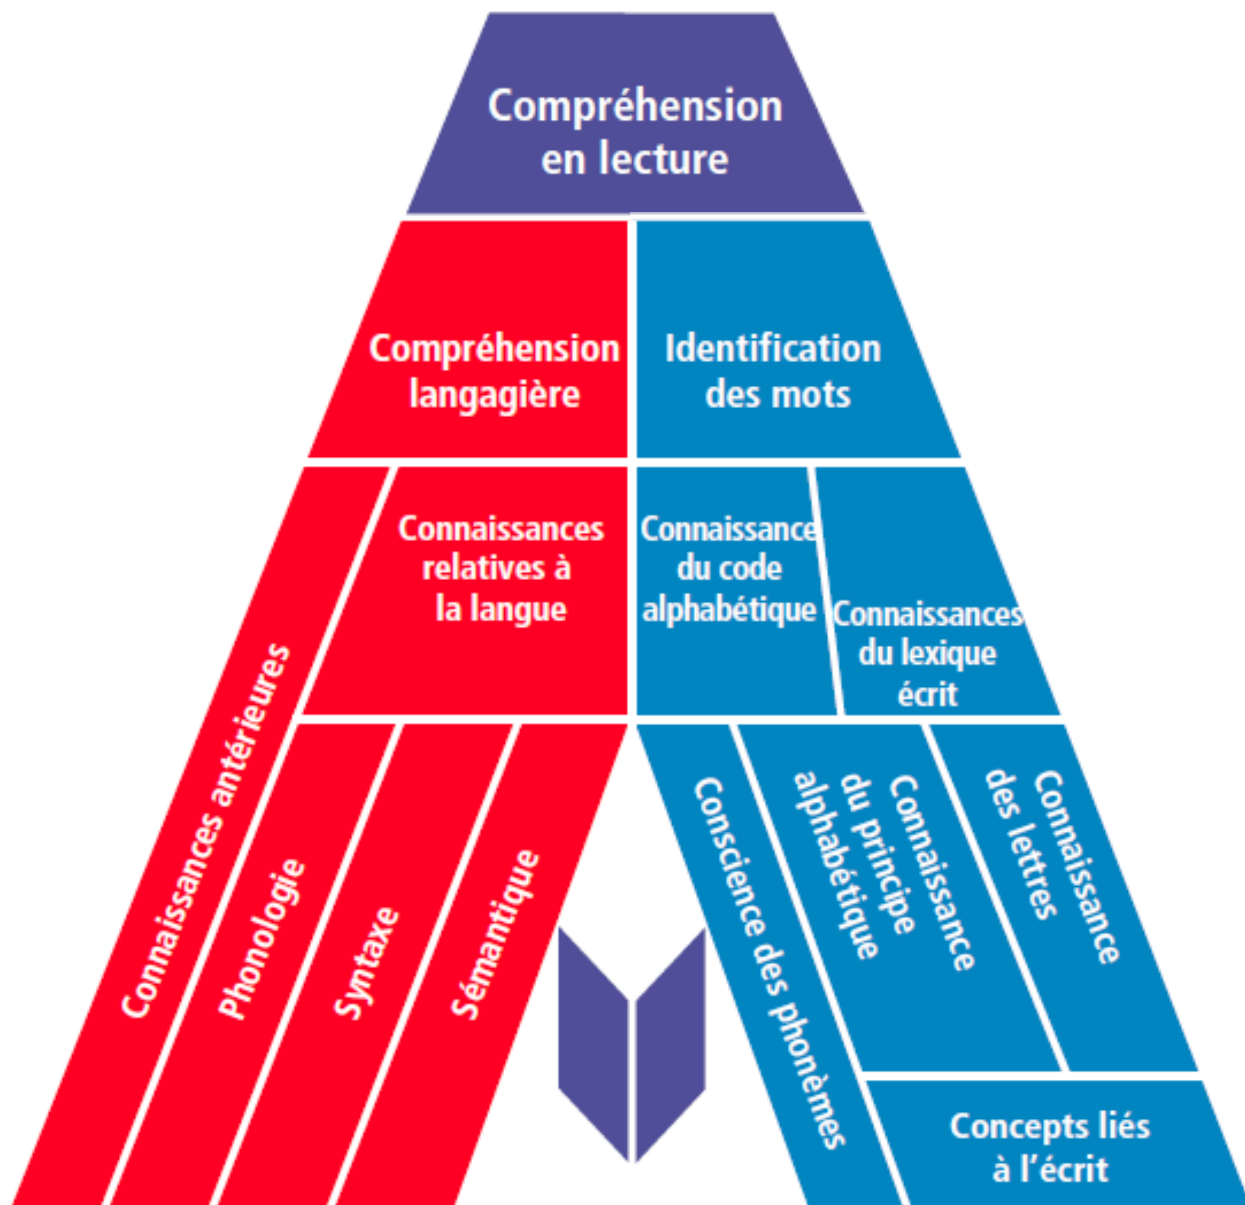 Compréhension
en lecture
Compréhension
langagière
Identification
des mots
Connaissances antérieures
Connaissances
relatives à
la langue
Connaissance
du code
alphabétique
Connaissances
du lexique
écrit
Phonologie
Syntaxe
Sémantique
Conscience des phonèmes
Connaissance
du principe
alphabétique
Connaissance
des lettres
Concepts liés
à l’écrit